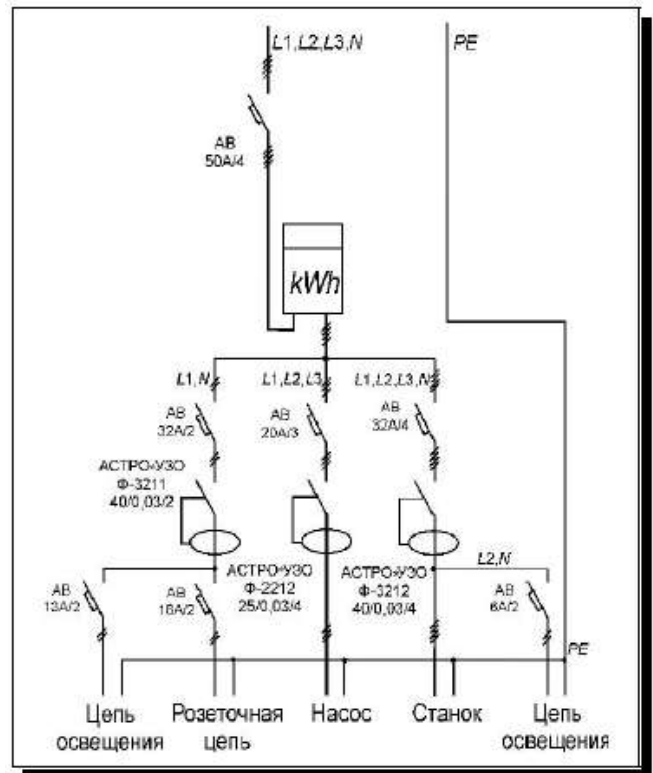 L1,L2,L3,N
PE
АВ
50А/4
kWh
L1,N
L1,L2,L3
L1,L2,L3,N
АВ
32А/2
АВ
20А/3
АВ
32А/4
АСТРО*УЗО
Ф-3211
40/0,03/2
АСТРО*УЗО
Ф-2212
25/0,03/4
АСТРО*УЗО
Ф-3212
40/0,03/4
L2,N
АВ
13А/2
АВ
16А/2
АВ
6А/2
PE
Цепь
освещения
Розеточная
цепь
Насос
Станок
Цепь
освещения